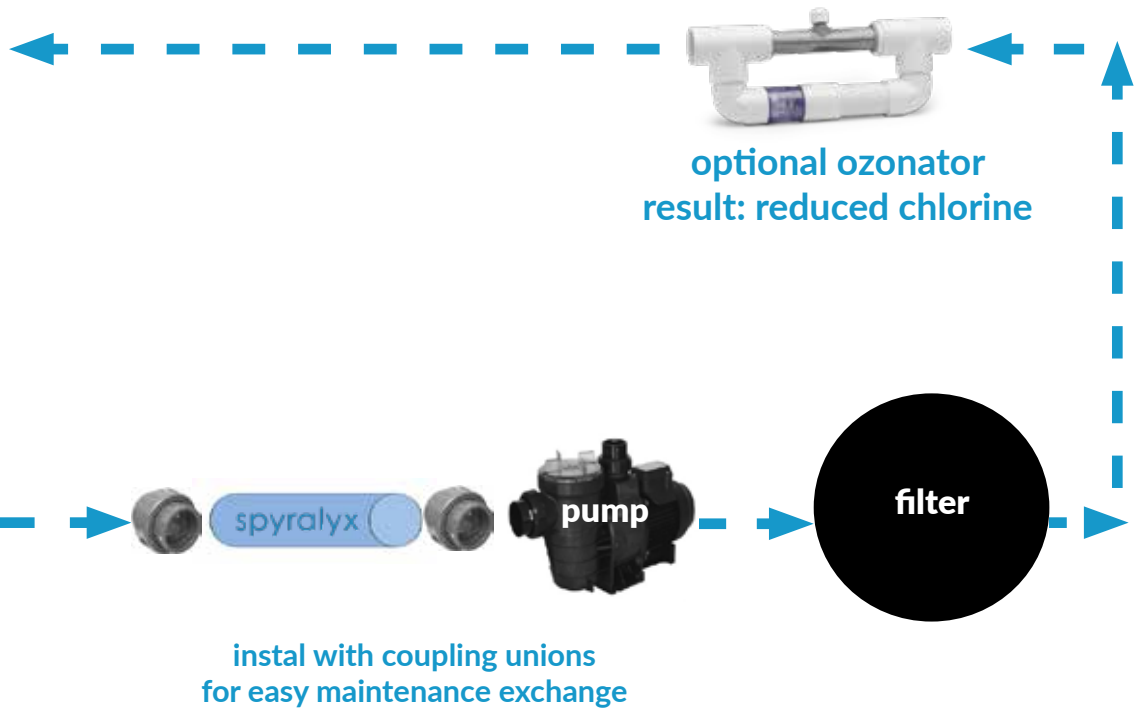 optional ozonator
result: reduced chlorine
spyralyx
pump
filter
instal with coupling unions
for easy maintenance exchange